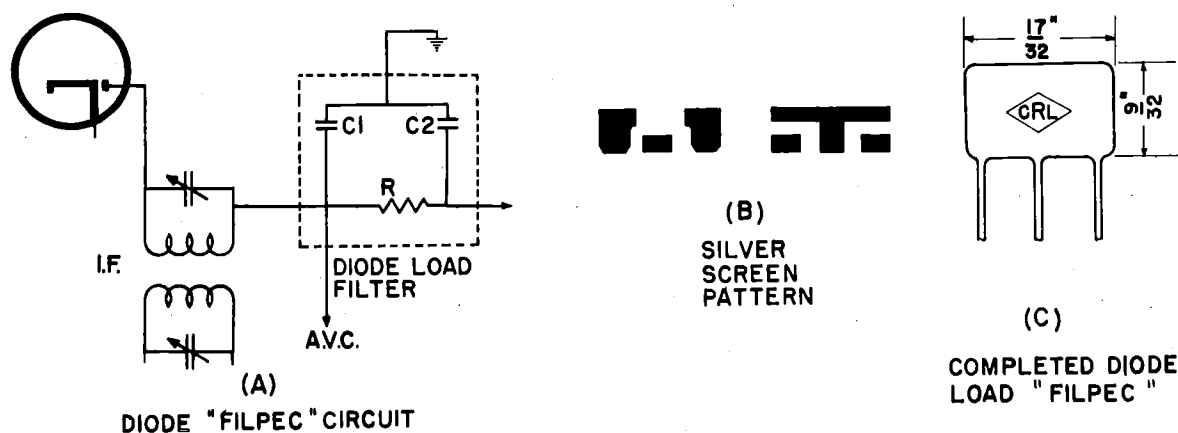 C1
C2
R
I.F.
DIODE LOAD
FILTER
A.V.C.
(A)
DIODE "FILPEC" CIRCUIT
(B)
SILVER
SCREEN
PATTERN
17"
32
9"
32
CRL
(C)
COMPLETED DIODE
LOAD "FILPEC"